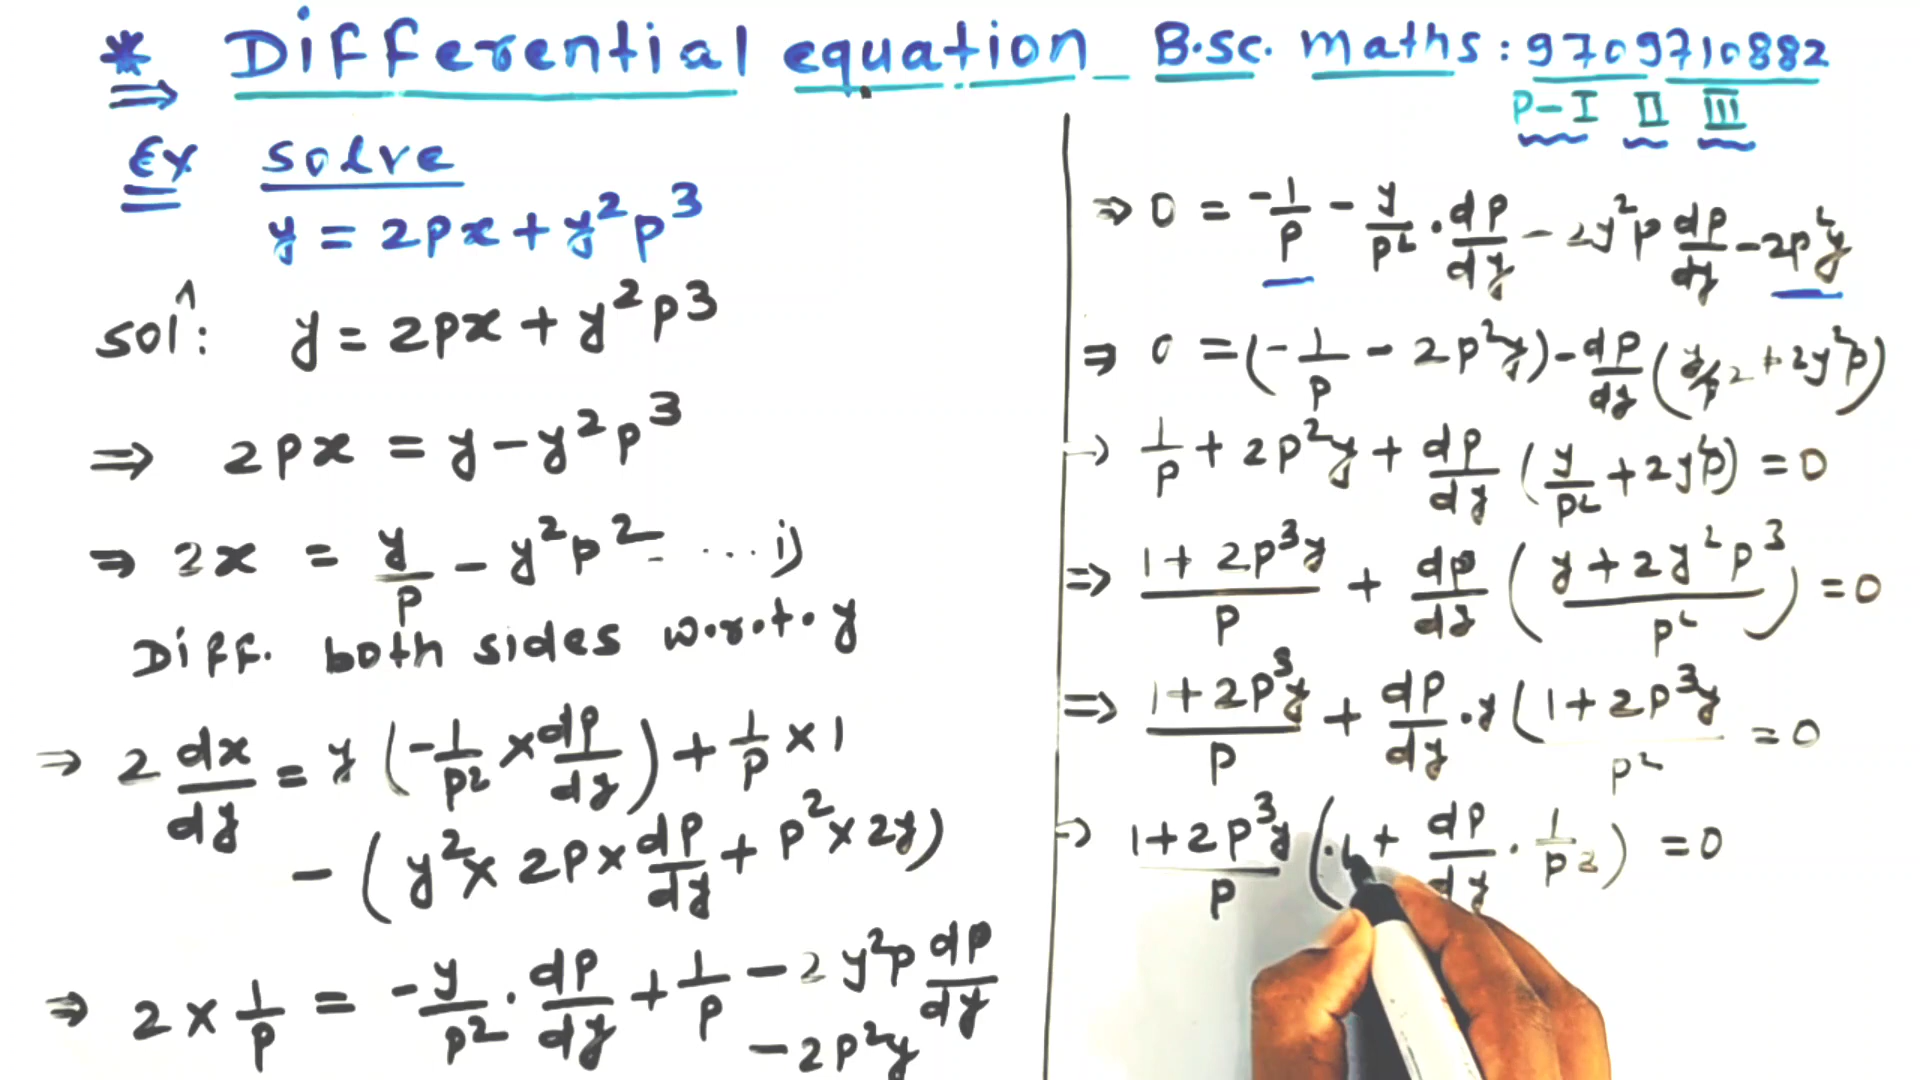 * Differential equation B.sc. maths: 9709710882
⇒ P-I II III
Ex solve
y = 2px + y²p³
solⁿ: y = 2px + y²p³
⇒ 2px = y - y²p³
⇒ 2x = y/p - y²p² - ...i)
Diff. both sides w.r.t. y
⇒ 2 dx/dy = y (-1/p² × dp/dy) + 1/p × 1
- (y² × 2p × dp/dy + p² × 2y)
⇒ 2 × 1/p = -y/p² · dp/dy + 1/p - 2y²p dp/dy
- 2p²y
⇒ 0 = -1/p - y/p² · dp/dy - 2y²p dp/dy - 2p²y
⇒ 0 = (-1/p - 2p²y) - dp/dy (y/p² + 2y²p)
⇒ 1/p + 2p²y + dp/dy (y/p² + 2y²p) = 0
⇒ 1 + 2p³y/p + dp/dy (y + 2y²p³/p²) = 0
⇒ 1 + 2p³y/p + dp/dy · y (1 + 2p³y/p² = 0
⇒ 1 + 2p³y/p (1 + dp/dy · 1/p²) = 0